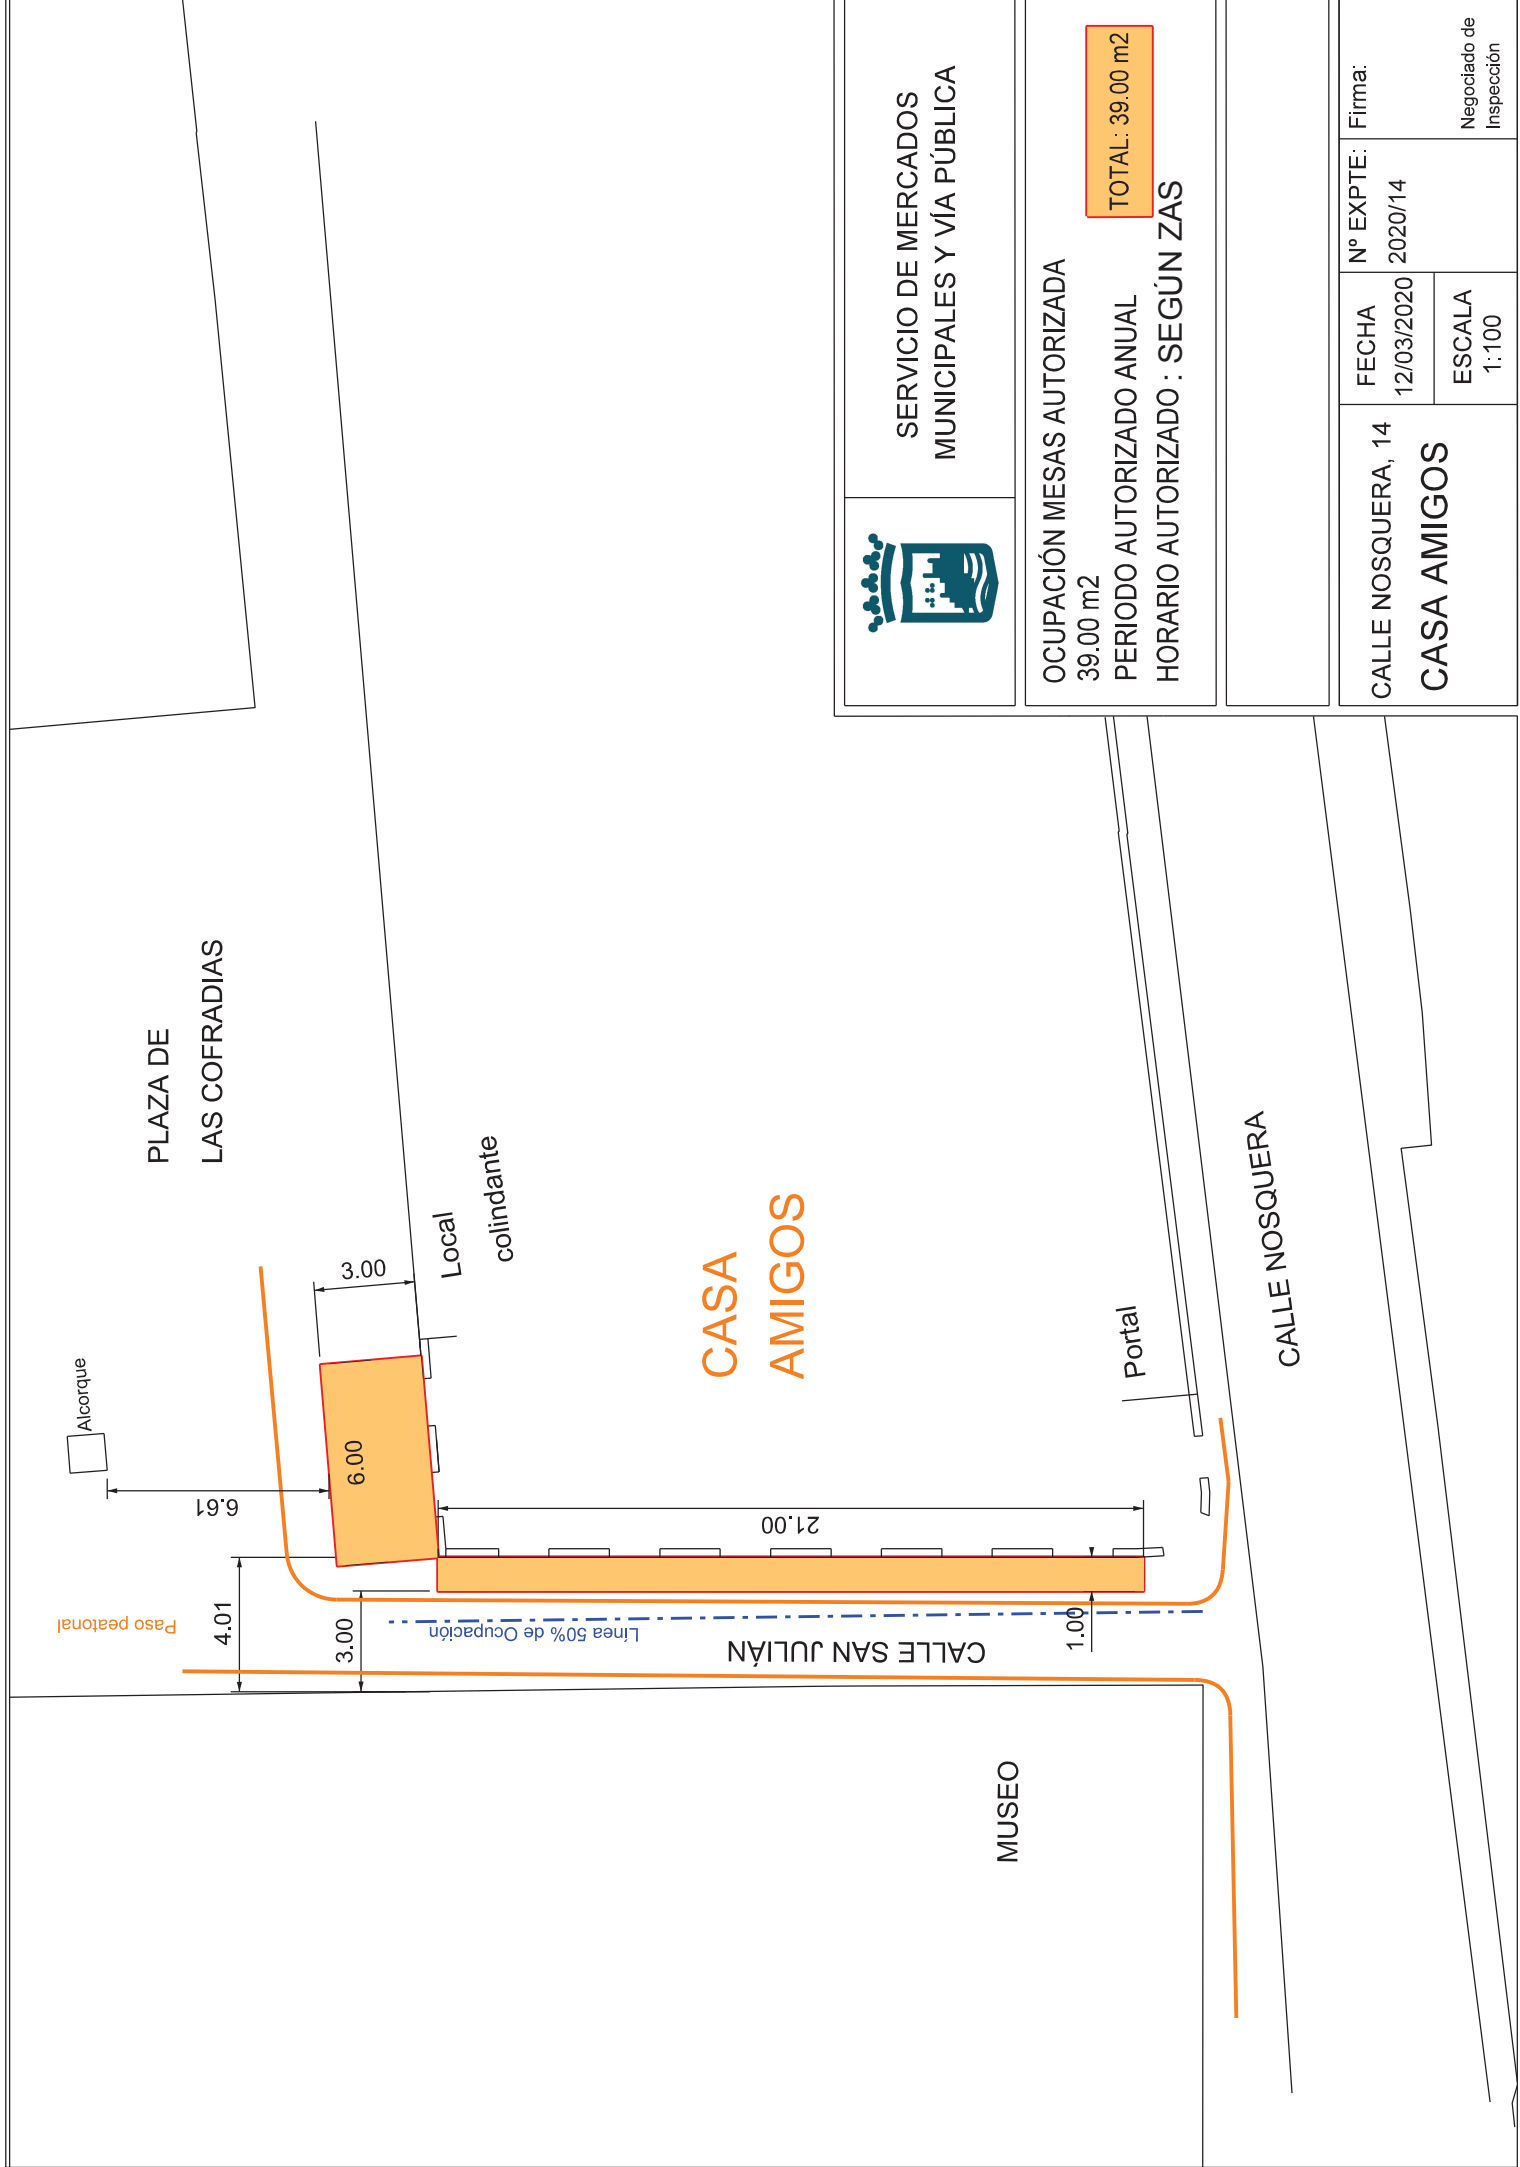 PLAZA DE
LAS COFRADIAS
Alcorque
6.61
3.00
6.00
Local
colindante
Paso peatonal
4.01
3.00
Línea 50% de Ocupación
CALLE SAN JULIÁN
21.00
1.00
CASA
AMIGOS
Portal
CALLE NOSQUERA
MUSEO
SERVICIO DE MERCADOS
MUNICIPALES Y VÍA PÚBLICA
OCUPACIÓN MESAS AUTORIZADA
39.00 m2
PERIODO AUTORIZADO ANUAL
HORARIO AUTORIZADO : SEGÚN ZAS
TOTAL: 39.00 m2
CALLE NOSQUERA, 14
CASA AMIGOS
FECHA
12/03/2020
ESCALA
1:100
Nº EXPTE:
2020/14
Firma:
Negociado de
Inspección